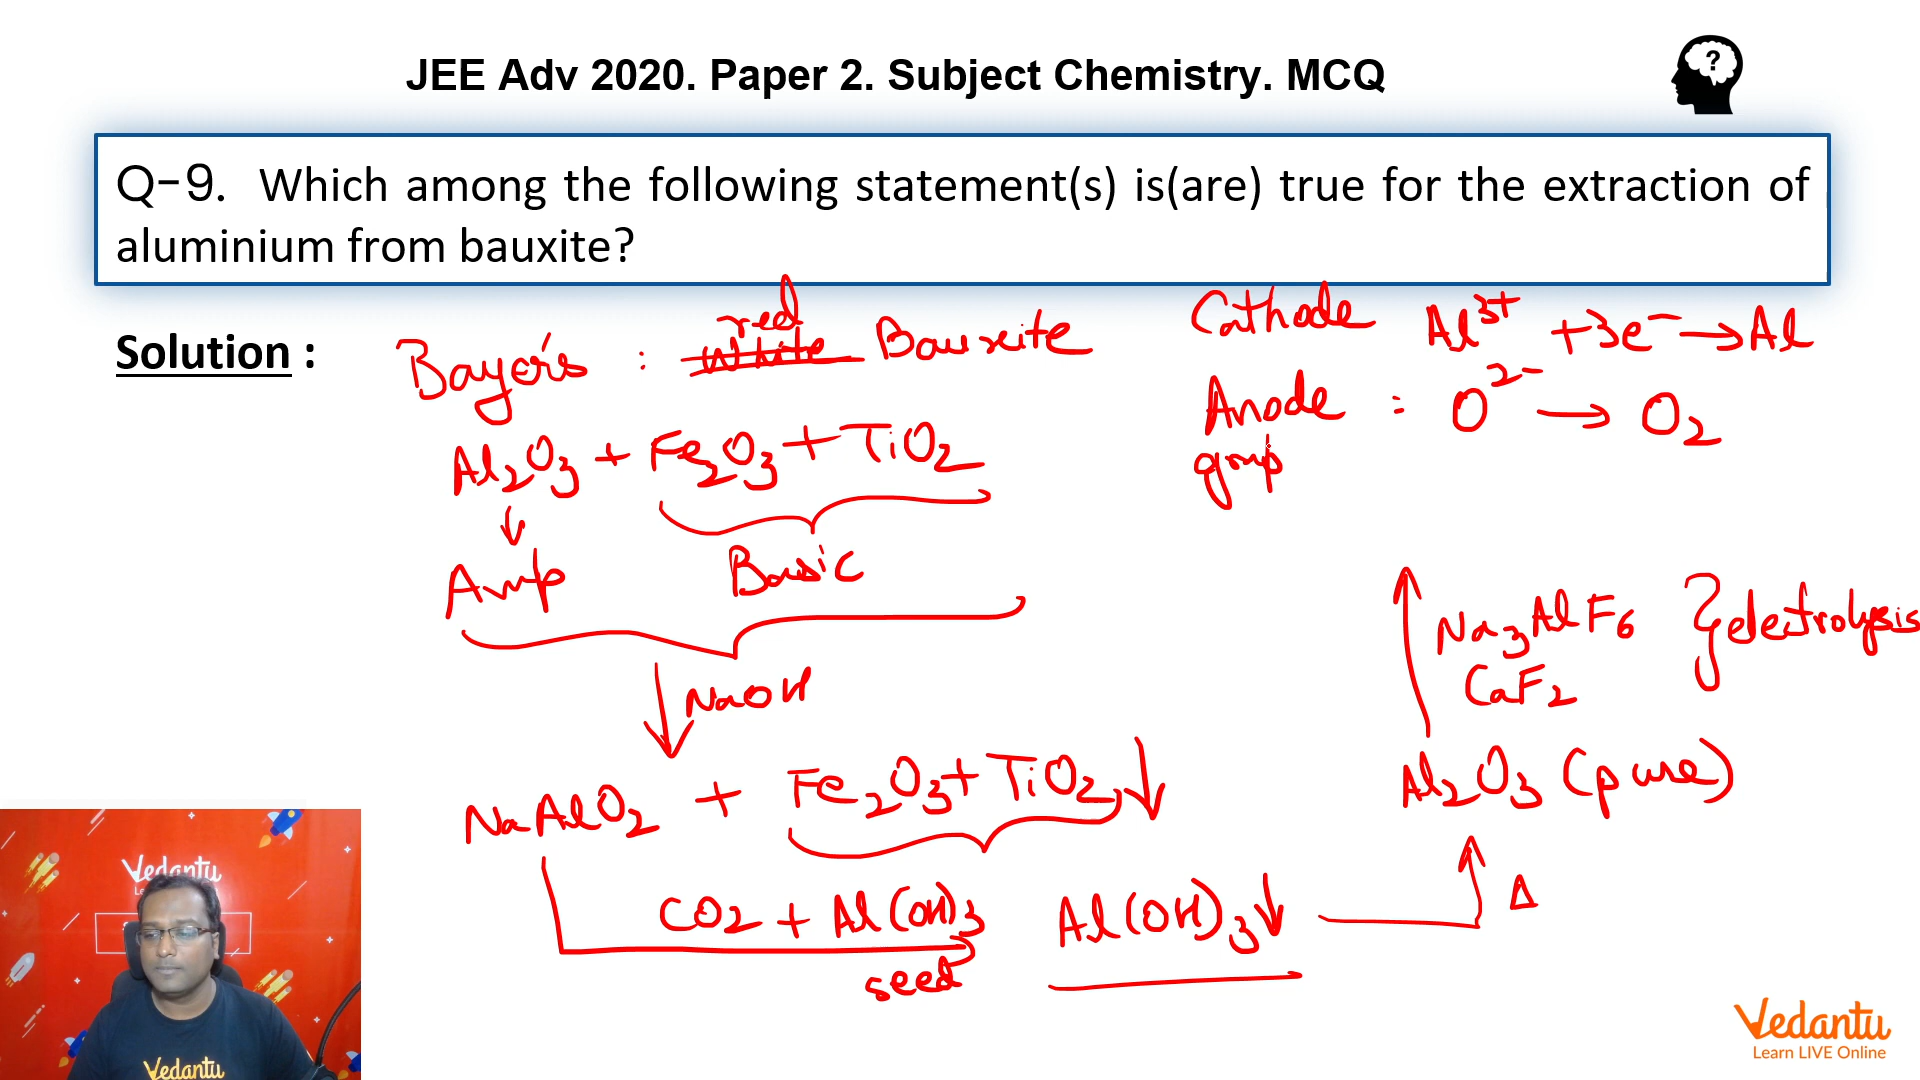 JEE Adv 2020. Paper 2. Subject Chemistry. MCQ
?
Q-9. Which among the following statement(s) is(are) true for the extraction of
aluminium from bauxite?
Solution :
Bayer's : red White Bauxite
Al₂O₃ + Fe₂O₃ + TiO₂
Basic
NaOH
NaAlO₂ + Fe₂O₃ + TiO₂ ↓
CO₂ + Al(OH)₃
seed
Al(OH)₃ ↓
Δ
Al₂O₃ (pure)
Na₃AlF₆ } electrolysis
CaF₂
Cathode Al³⁺ + 3e⁻ → Al
Anode : O²⁻ → O₂
Vedantu
Vedantu
Vedantu
Learn LIVE Online